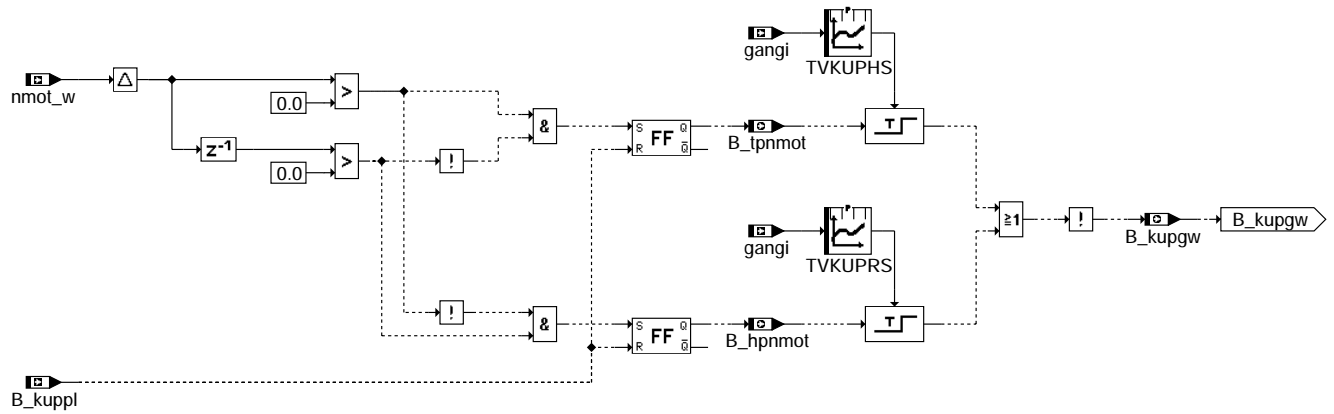 P
gangi
TVKUPHS
nmot_w
Δ
>
0.0
&
S Q
FF
R Q̅
B_tpnmot
T
z⁻¹
>
0.0
!
P
gangi
TVKUPRS
≧1
!
B_kupgw
B_kupgw
!
&
S Q
FF
R Q̅
B_hpnmot
T
B_kuppl